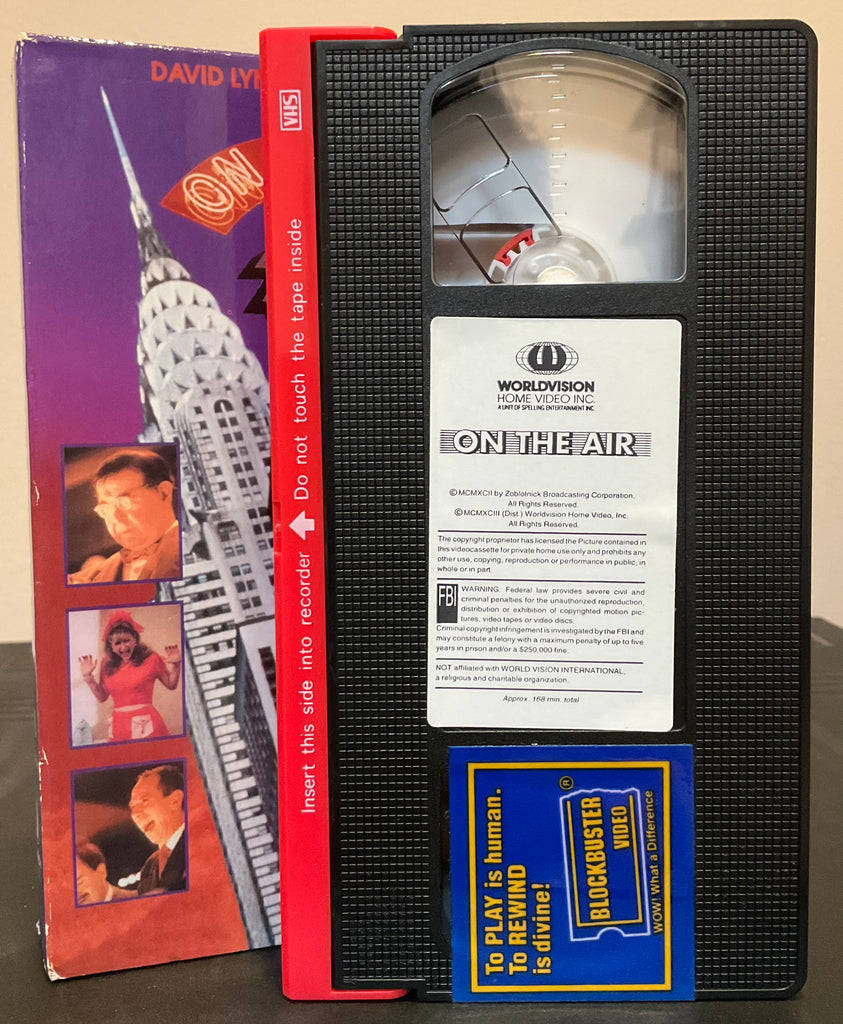 DAVID LYN
ON
VHS
Insert this side into recorder Do not touch the tape inside
WORLDVISION
HOME VIDEO INC.
A UNIT OF SPELLING ENTERTAINMENT INC.
ON THE AIR
©MCMXCII by Zoblotnick Broadcasting Corporation.
All Rights Reserved.
©MCMXCIII (Dist.) Worldvision Home Video, Inc.
All Rights Reserved.
The copyright proprietor has licensed the Picture contained in
this videocassette for private home use only and prohibits any
other use, copying, reproduction or performance in public, in
whole or in part.
FBI
WARNING: Federal law provides severe civil and
criminal penalties for the unauthorized reproduction,
distribution or exhibition of copyrighted motion pic-
tures, video tapes or video discs.
Criminal copyright infringement is investigated by the FBI and
may constitute a felony with a maximum penalty of up to five
years in prison and/or a $250,000 fine.
NOT affiliated with WORLD VISION INTERNATIONAL,
a religious and charitable organization.
Approx. 168 min. total
To PLAY is human.
To REWIND
is divine!
BLOCKBUSTER
VIDEO
®
WOW! What a Difference